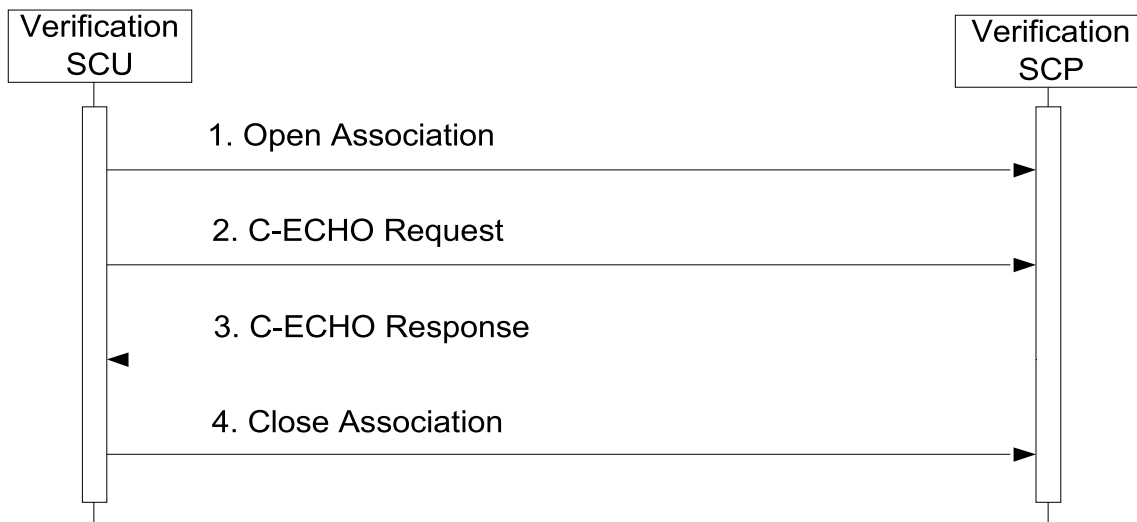 Verification
SCU
Verification
SCP
1. Open Association
2. C-ECHO Request
3. C-ECHO Response
4. Close Association